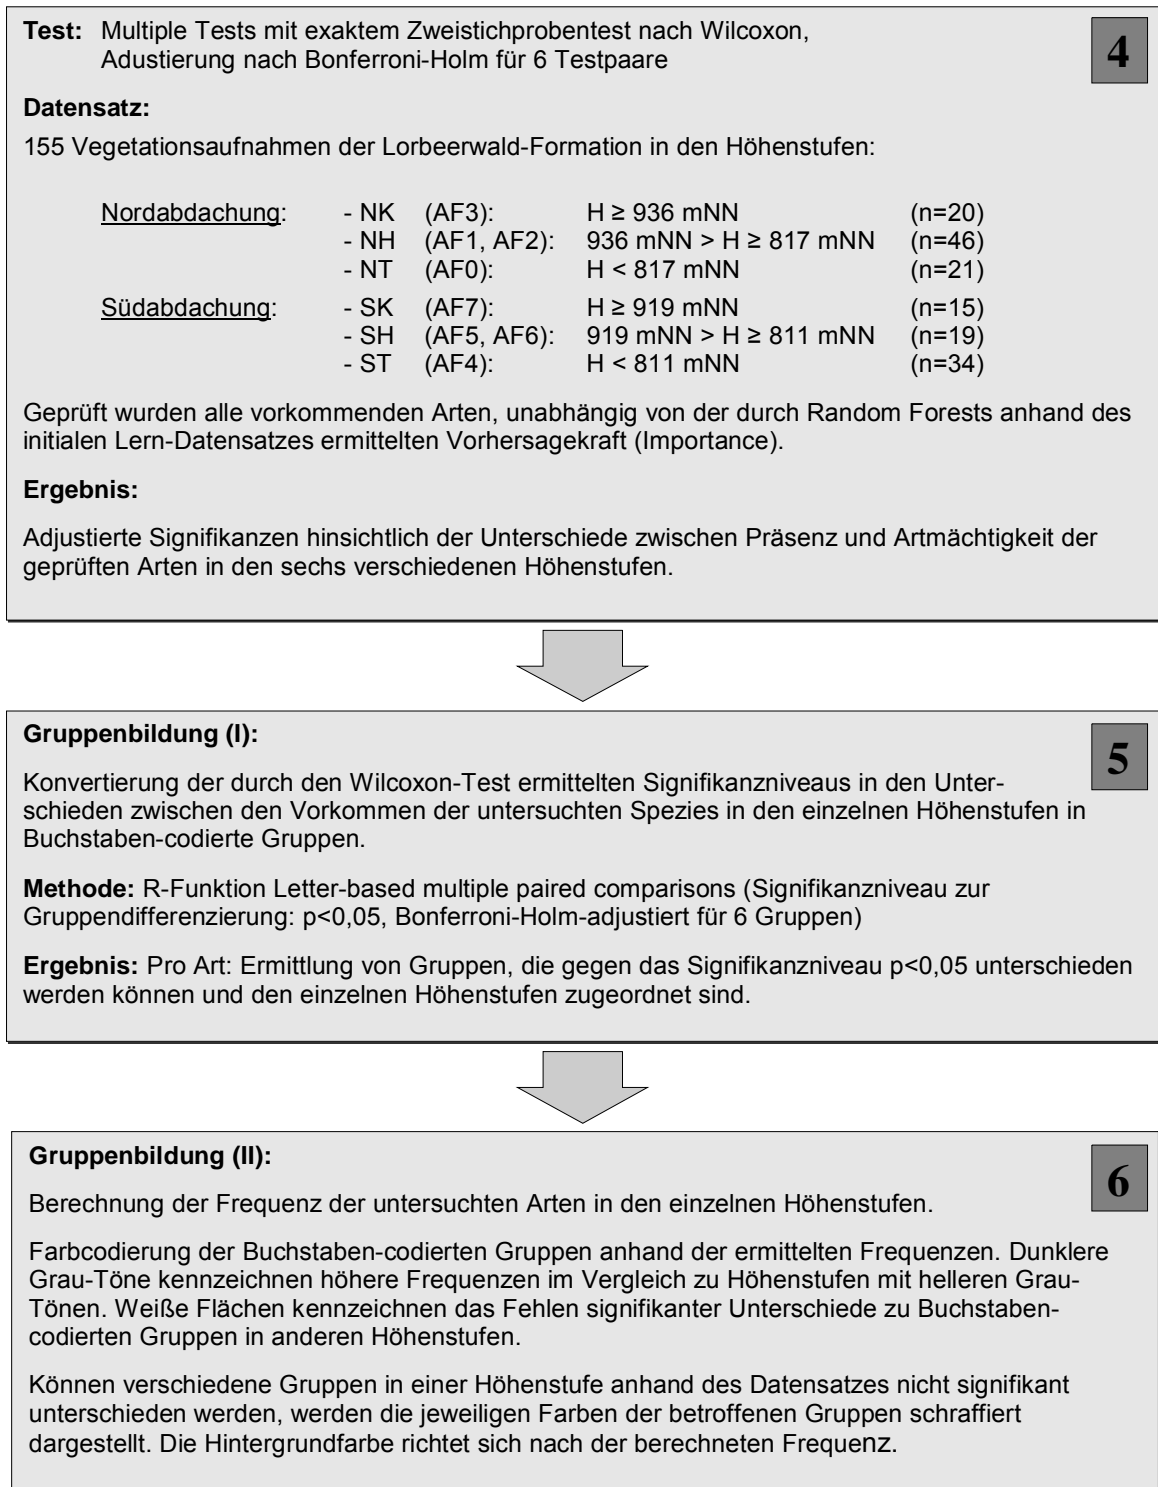 Test: Multiple Tests mit exaktem Zweistichprobentest nach Wilcoxon,
Adustierung nach Bonferroni-Holm für 6 Testpaare
4
Datensatz:
155 Vegetationsaufnahmen der Lorbeerwald-Formation in den Höhenstufen:
Nordabdachung: - NK (AF3): H ≥ 936 mNN (n=20)
- NH (AF1, AF2): 936 mNN > H ≥ 817 mNN (n=46)
- NT (AF0): H < 817 mNN (n=21)
Südabdachung: - SK (AF7): H ≥ 919 mNN (n=15)
- SH (AF5, AF6): 919 mNN > H ≥ 811 mNN (n=19)
- ST (AF4): H < 811 mNN (n=34)
Geprüft wurden alle vorkommenden Arten, unabhängig von der durch Random Forests anhand des
initialen Lern-Datensatzes ermittelten Vorhersagekraft (Importance).
Ergebnis:
Adjustierte Signifikanzen hinsichtlich der Unterschiede zwischen Präsenz und Artmächtigkeit der
geprüften Arten in den sechs verschiedenen Höhenstufen.
Gruppenbildung (I):
5
Konvertierung der durch den Wilcoxon-Test ermittelten Signifikanzniveaus in den Unter-
schieden zwischen den Vorkommen der untersuchten Spezies in den einzelnen Höhenstufen in
Buchstaben-codierte Gruppen.
Methode: R-Funktion Letter-based multiple paired comparisons (Signifikanzniveau zur
Gruppendifferenzierung: p<0,05, Bonferroni-Holm-adjustiert für 6 Gruppen)
Ergebnis: Pro Art: Ermittlung von Gruppen, die gegen das Signifikanzniveau p<0,05 unterschieden
werden können und den einzelnen Höhenstufen zugeordnet sind.
Gruppenbildung (II):
6
Berechnung der Frequenz der untersuchten Arten in den einzelnen Höhenstufen.
Farbcodierung der Buchstaben-codierten Gruppen anhand der ermittelten Frequenzen. Dunklere
Grau-Töne kennzeichnen höhere Frequenzen im Vergleich zu Höhenstufen mit helleren Grau-
Tönen. Weiße Flächen kennzeichnen das Fehlen signifikanter Unterschiede zu Buchstaben-
codierten Gruppen in anderen Höhenstufen.
Können verschiedene Gruppen in einer Höhenstufe anhand des Datensatzes nicht signifikant
unterschieden werden, werden die jeweiligen Farben der betroffenen Gruppen schraffiert
dargestellt. Die Hintergrundfarbe richtet sich nach der berechneten Frequenz.